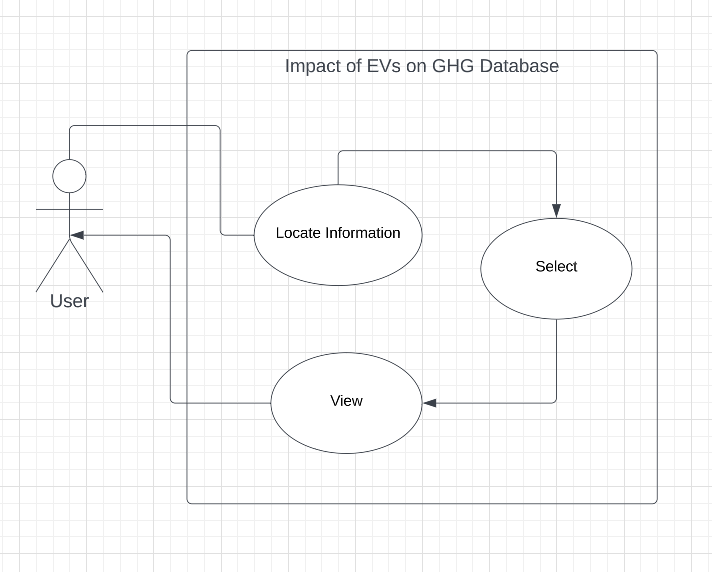 Impact of EVs on GHG Database
Locate Information
Select
User
View